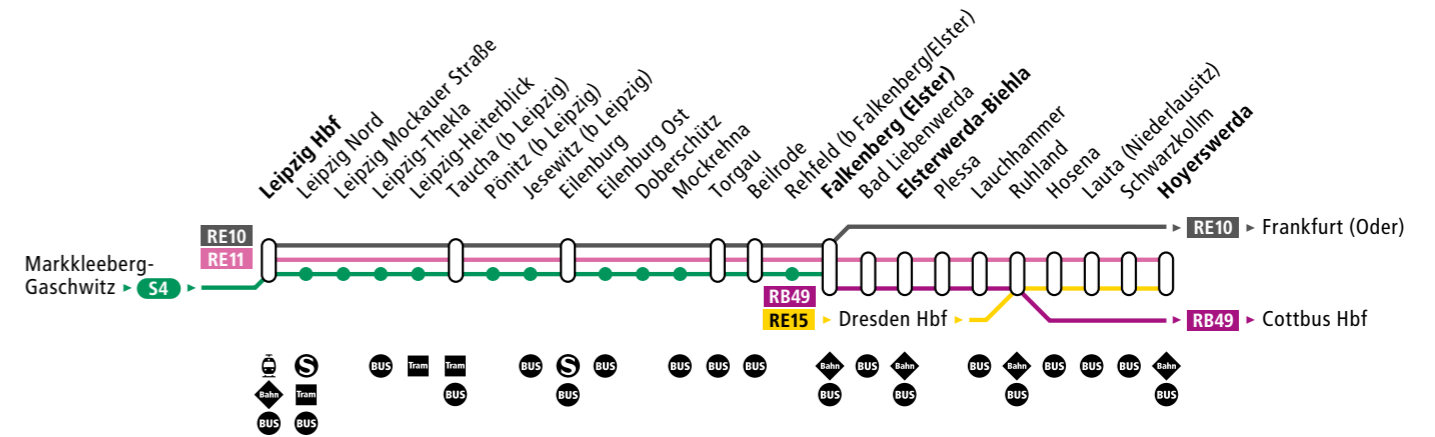 Leipzig Hbf
Leipzig Nord
Leipzig Mockauer Straße
Leipzig-Thekla
Leipzig-Heiterblick
Taucha (b Leipzig)
Pönitz (b Leipzig)
Jesewitz (b Leipzig)
Eilenburg
Eilenburg Ost
Doberschütz
Mockrehna
Torgau
Beilrode
Rehfeld (b Falkenberg/Elster)
Falkenberg (Elster)
Bad Liebenwerda
Elsterwerda-Biehla
Plessa
Lauchhammer
Ruhland
Hosena
Lauta (Niederlausitz)
Schwarzkollm
Hoyerswerda
RE10
RE10 Frankfurt (Oder)
RE11
Markkleeberg-
Gaschwitz S4
RB49
RE15 Dresden Hbf
RB49 Cottbus Hbf
S BUS Tram Tram BUS S BUS BUS BUS BUS Bahn BUS Bahn BUS Bahn BUS BUS BUS Bahn
Bahn Tram BUS BUS BUS BUS BUS
BUS BUS